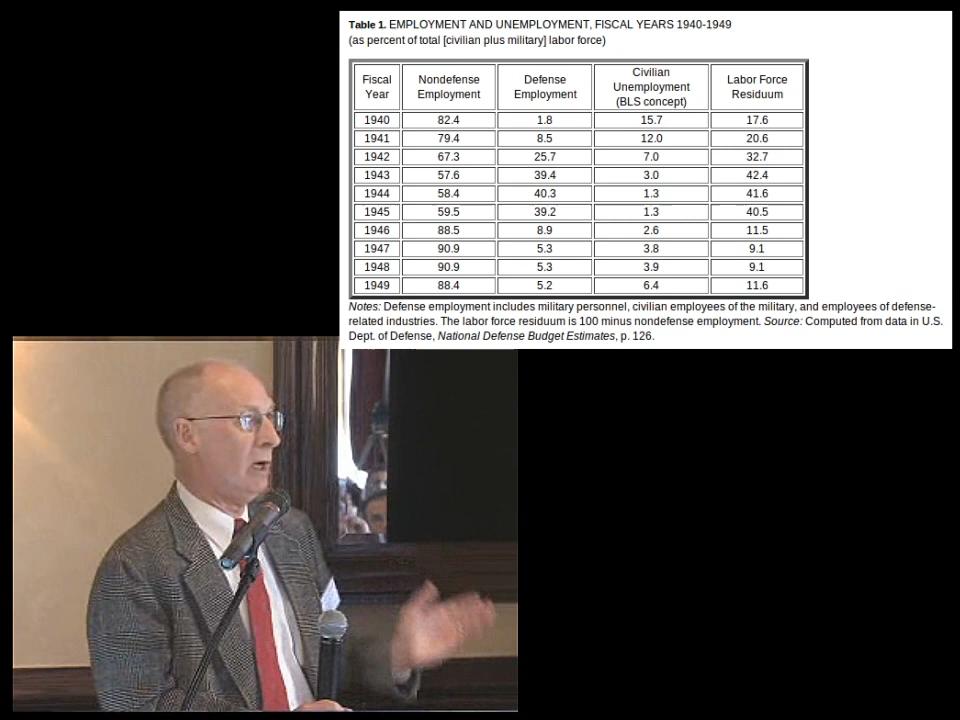 Table 1. EMPLOYMENT AND UNEMPLOYMENT, FISCAL YEARS 1940-1949
(as percent of total [civilian plus military] labor force)
Fiscal Year Nondefense Employment Defense Employment Civilian Unemployment (BLS concept) Labor Force Residuum
1940 82.4 1.8 15.7 17.6
1941 79.4 8.5 12.0 20.6
1942 67.3 25.7 7.0 32.7
1943 57.6 39.4 3.0 42.4
1944 58.4 40.3 1.3 41.6
1945 59.5 39.2 1.3 40.5
1946 88.5 8.9 2.6 11.5
1947 90.9 5.3 3.8 9.1
1948 90.9 5.3 3.9 9.1
1949 88.4 5.2 6.4 11.6
Notes: Defense employment includes military personnel, civilian employees of the military, and employees of defense-
related industries. The labor force residuum is 100 minus nondefense employment. Source: Computed from data in U.S.
Dept. of Defense, National Defense Budget Estimates, p. 126.